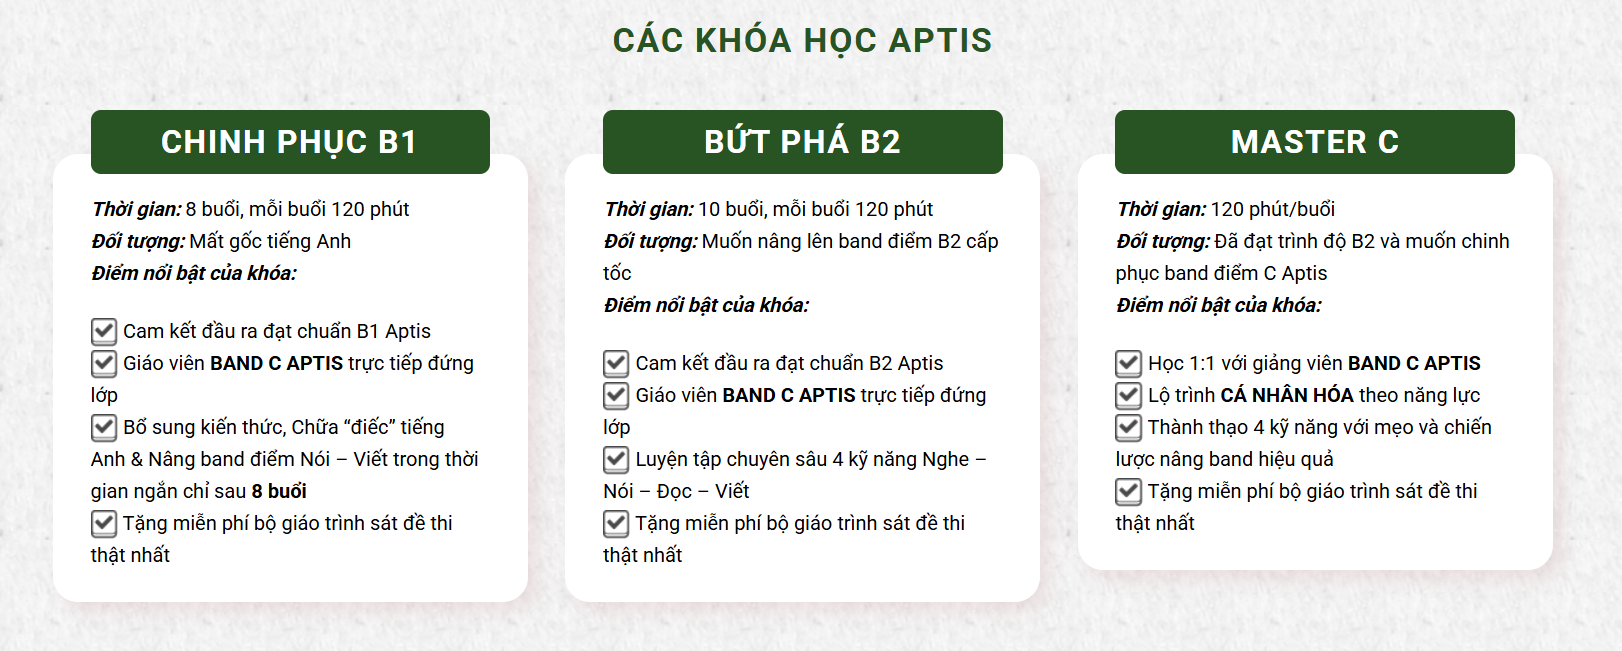 CÁC KHÓA HỌC APTIS
CHINH PHỤC B1
Thời gian: 8 buổi, mỗi buổi 120 phút
Đối tượng: Mất gốc tiếng Anh
Điểm nổi bật của khóa:
Cam kết đầu ra đạt chuẩn B1 Aptis
Giáo viên BAND C APTIS trực tiếp đứng
lớp
Bổ sung kiến thức, Chữa “điếc” tiếng
Anh & Nâng band điểm Nói – Viết trong thời
gian ngắn chỉ sau 8 buổi
Tặng miễn phí bộ giáo trình sát đề thi
thật nhất
BỨT PHÁ B2
Thời gian: 10 buổi, mỗi buổi 120 phút
Đối tượng: Muốn nâng lên band điểm B2 cấp
tốc
Điểm nổi bật của khóa:
Cam kết đầu ra đạt chuẩn B2 Aptis
Giáo viên BAND C APTIS trực tiếp đứng
lớp
Luyện tập chuyên sâu 4 kỹ năng Nghe –
Nói – Đọc – Viết
Tặng miễn phí bộ giáo trình sát đề thi
thật nhất
MASTER C
Thời gian: 120 phút/buổi
Đối tượng: Đã đạt trình độ B2 và muốn chinh
phục band điểm C Aptis
Điểm nổi bật của khóa:
Học 1:1 với giảng viên BAND C APTIS
Lộ trình CÁ NHÂN HÓA theo năng lực
Thành thạo 4 kỹ năng với mẹo và chiến
lược nâng band hiệu quả
Tặng miễn phí bộ giáo trình sát đề thi
thật nhất